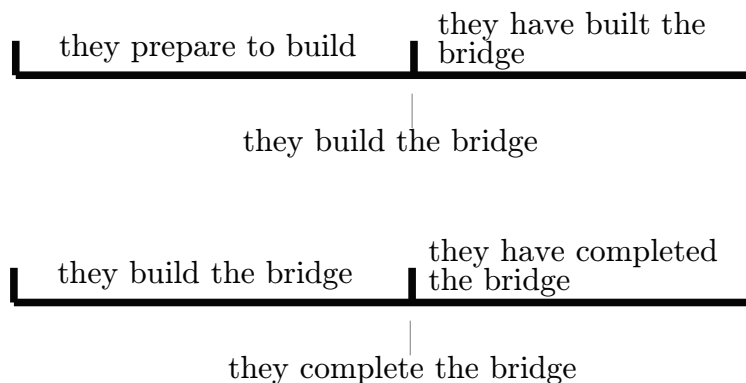 they prepare to build
they have built the
bridge
they build the bridge
they build the bridge
they have completed
the bridge
they complete the bridge